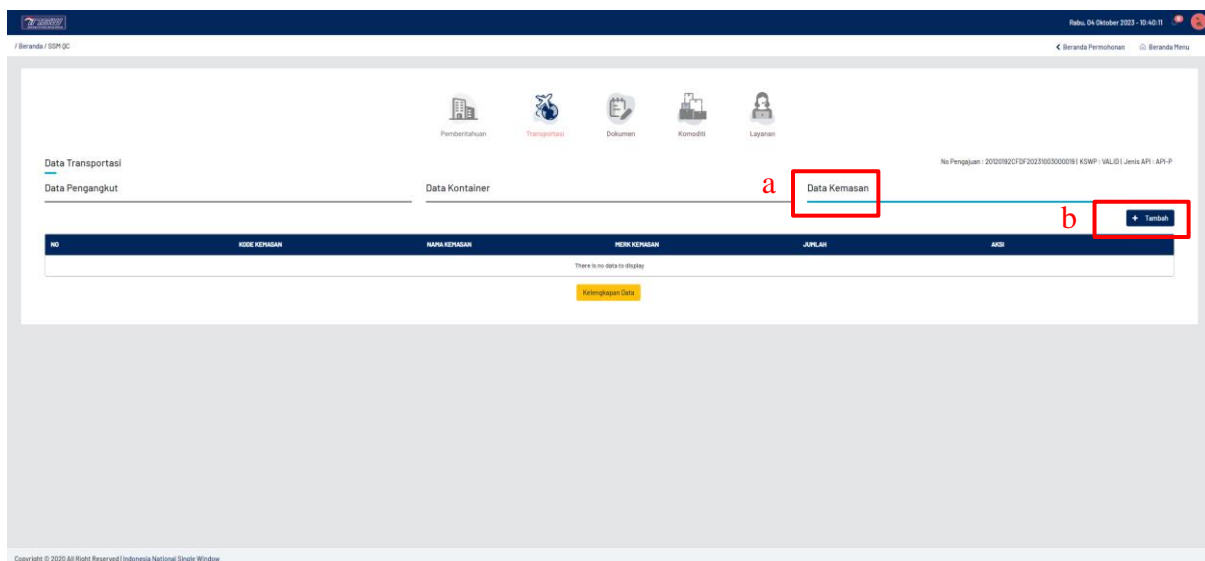 Rabu, 04 Oktober 2023 - 10:40:11
/ Beranda / SSM QC
Beranda Permohonan
Beranda Menu
Pemberitahuan
Transportasi
Dokumen
Komoditi
Layanan
Data Transportasi
No Pengajuan : 20120192CFDF20231003000019 | KSWP : VALID | Jenis API : API-P
Data Pengangkut
Data Kontainer
a
Data Kemasan
b
+ Tambah
NO KODE KEMASAN NAMA KEMASAN MERK KEMASAN JUMLAH AKSI
There is no data to display
Kelengkapan Data
Copyright © 2020 All Right Reserved | Indonesia National Single Window